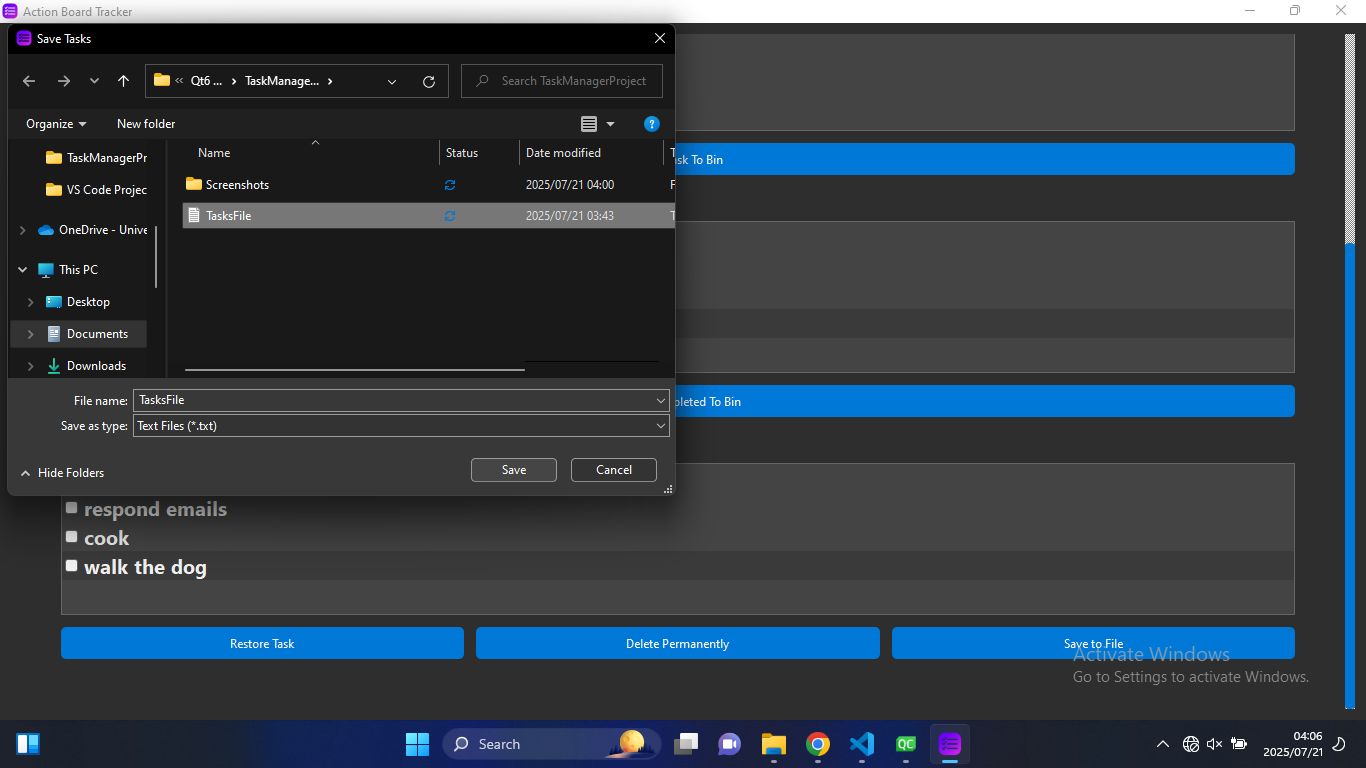 Action Board Tracker
Save Tasks
« Qt6 ... › TaskManage... ›
Search TaskManagerProject
Organize
New folder
TaskManagerPr
VS Code Projec
OneDrive - Unive
This PC
Desktop
Documents
Downloads
Name Status Date modified T
Screenshots 2025/07/21 04:00 F
TasksFile 2025/07/21 03:43 T
File name: TasksFile
Save as type: Text Files (*.txt)
Hide Folders
Save
Cancel
sk To Bin
pleted To Bin
respond emails
cook
walk the dog
Restore Task
Delete Permanently
Save to File
Activate Windows
Go to Settings to activate Windows.
Search
QC
04:06
2025/07/21